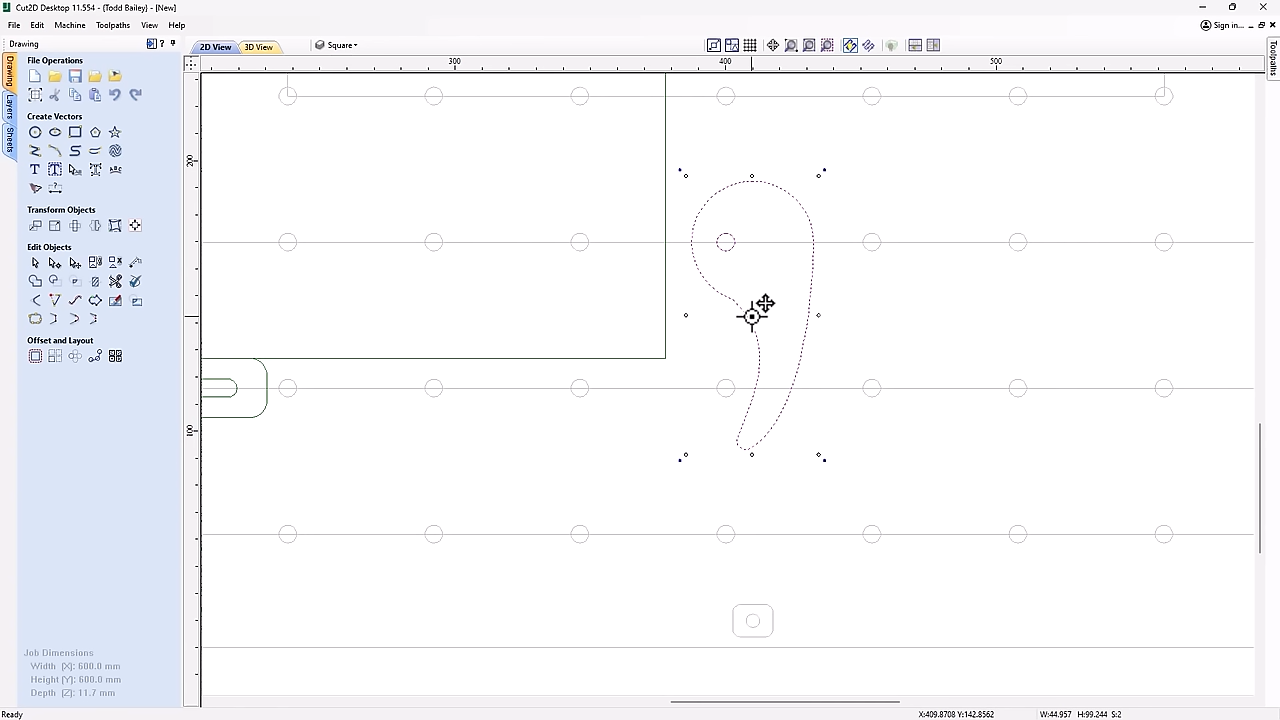 Cut2D Desktop 11.554 - {Todd Bailey} - [New]
File Edit Machine Toolpaths View Help
Sign in...
Drawing
2D View
3D View
Square
Toolpaths
Drawing
Layers
Sheets
File Operations
300
400
500
Create Vectors
200
Transform Objects
Edit Objects
Offset and Layout
100
Job Dimensions
Width [X]: 600.0 mm
Height [Y]: 600.0 mm
Depth [Z]: 11.7 mm
Ready
X:409.8708 Y:142.8562
W:44.957 H:99.244 S:2